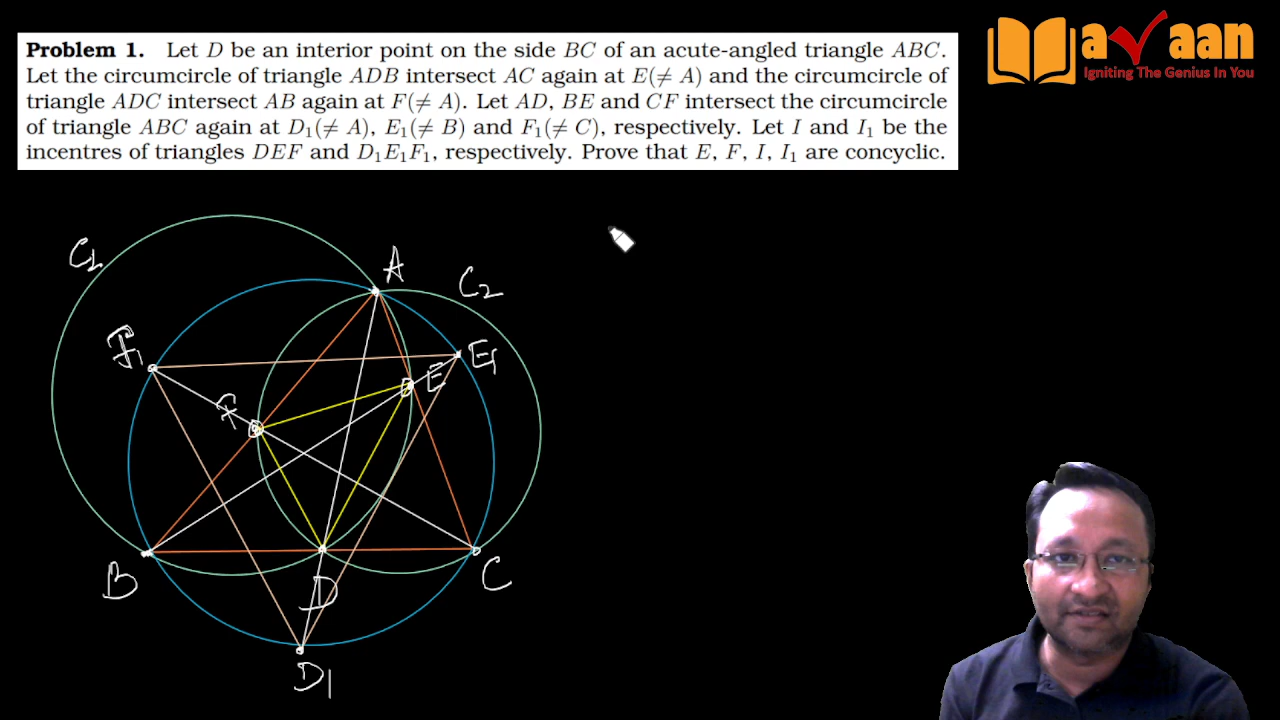 Problem 1. Let D be an interior point on the side BC of an acute-angled triangle ABC.
Let the circumcircle of triangle ADB intersect AC again at E(≠ A) and the circumcircle of
triangle ADC intersect AB again at F(≠ A). Let AD, BE and CF intersect the circumcircle
of triangle ABC again at D₁(≠ A), E₁(≠ B) and F₁(≠ C), respectively. Let I and I₁ be the
incentres of triangles DEF and D₁E₁F₁, respectively. Prove that E, F, I, I₁ are concyclic.
avaan
Igniting The Genius In You
C₁
A
C₂
F₁
E₁
E
F
B
D
C
D₁